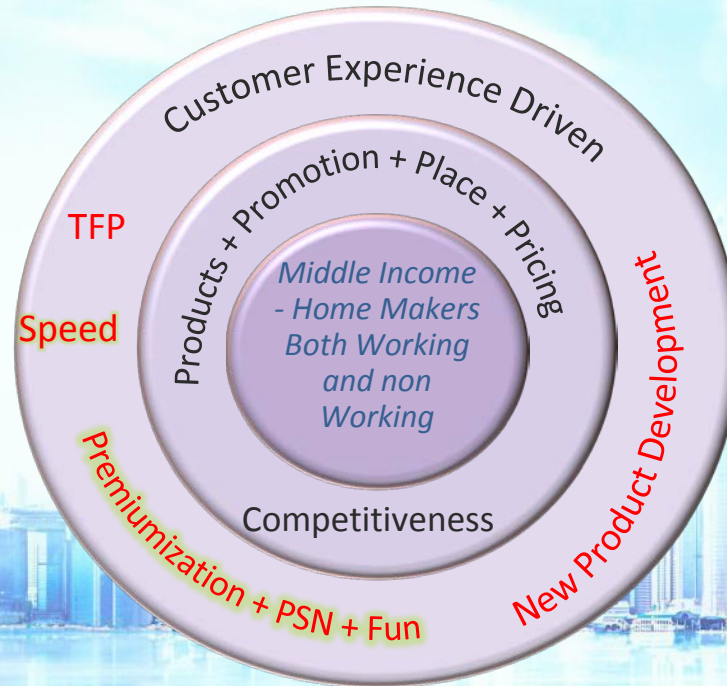 Customer Experience Driven
Products + Promotion + Place + Pricing
TFP
Speed
Middle Income
- Home Makers
Both Working
and non
Working
Competitiveness
Premiumization + PSN + Fun
New Product Development